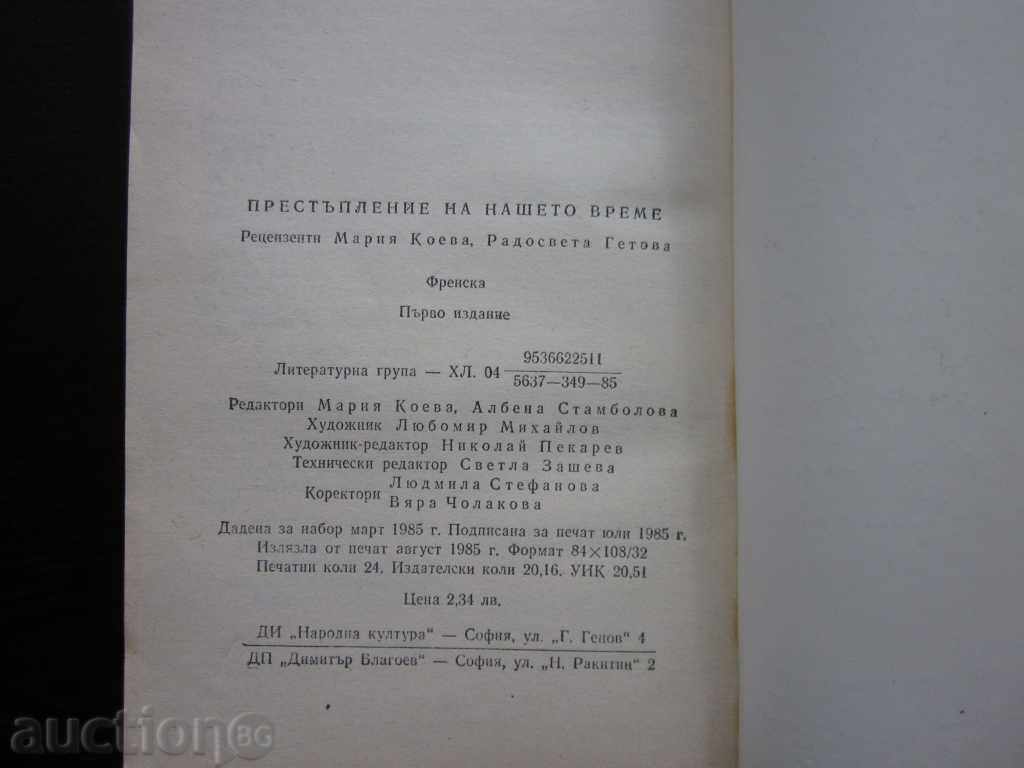 ПРЕСТЪПЛЕНИЕ НА НАШЕТО ВРЕМЕ
Рецензенти Мария Коева, Радосвета Гетова
Френска
Първо издание
Литературна група — ХЛ. 04 9536622511
5637—349—85
Редактори Мария Коева, Албена Стамболова
Художник Любомир Михайлов
Художник-редактор Николай Пекарев
Технически редактор Светла Зашева
Коректори Людмила Стефанова
Вяра Чолакова
Дадена за набор март 1985 г. Подписана за печат юли 1985 г.
Излязла от печат август 1985 г. Формат 84×108/32
Печатни коли 24. Издателски коли 20,16. УИК 20,51
Цена 2,34 лв.
ДИ „Народна култура“ — София, ул. „Г. Генов“ 4
ДП „Димитър Благоев“ — София, ул. „Н. Ракитин“ 2
auction BG